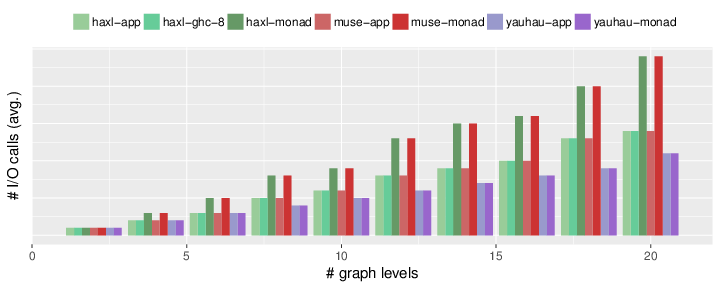 haxl−app haxl−ghc−8 haxl−monad muse−app muse−monad yauhau−app yauhau−monad
# I/O calls (avg.)
0 5 10 15 20
# graph levels